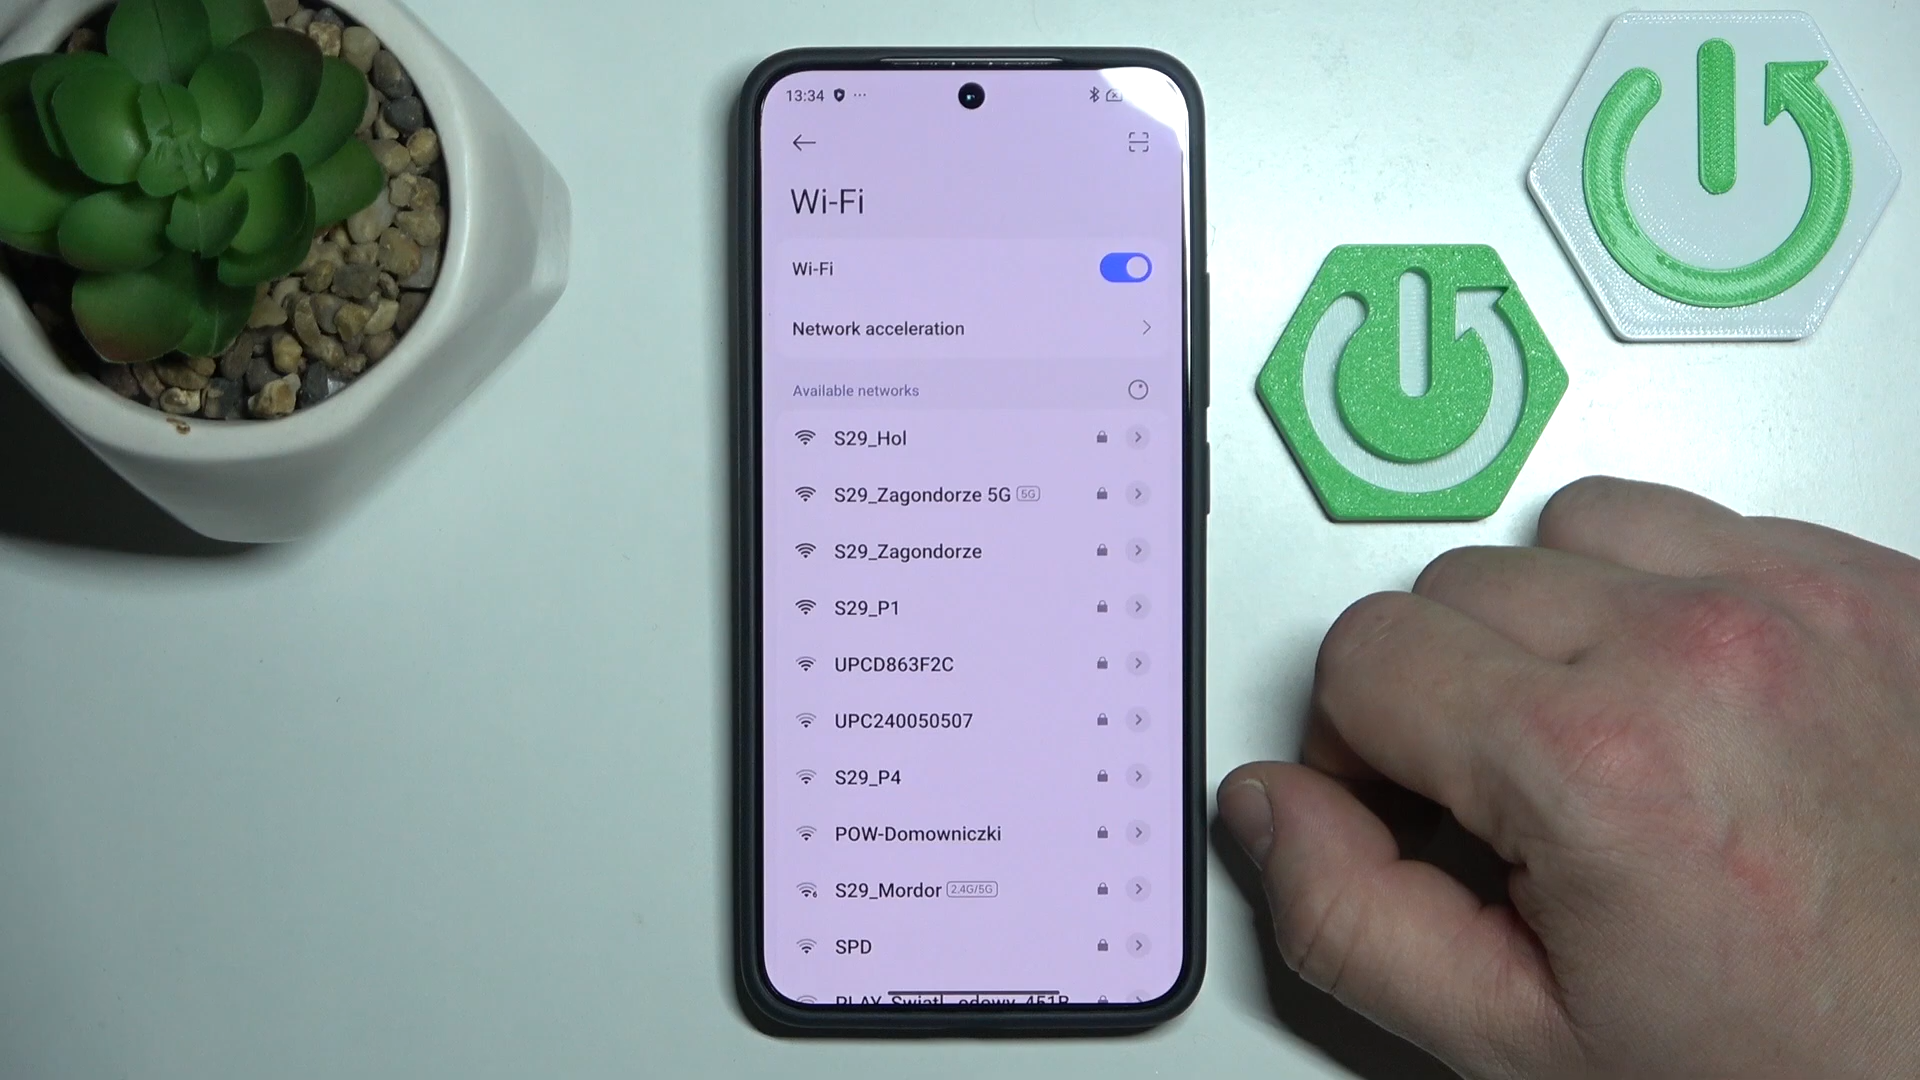 13:34
Wi-Fi
Wi-Fi
Network acceleration
Available networks
S29_Hol
S29_Zagondorze 5G 5G
S29_Zagondorze
S29_P1
UPCD863F2C
UPC240050507
S29_P4
POW-Domowniczki
S29_Mordor 2.4G/5G
SPD